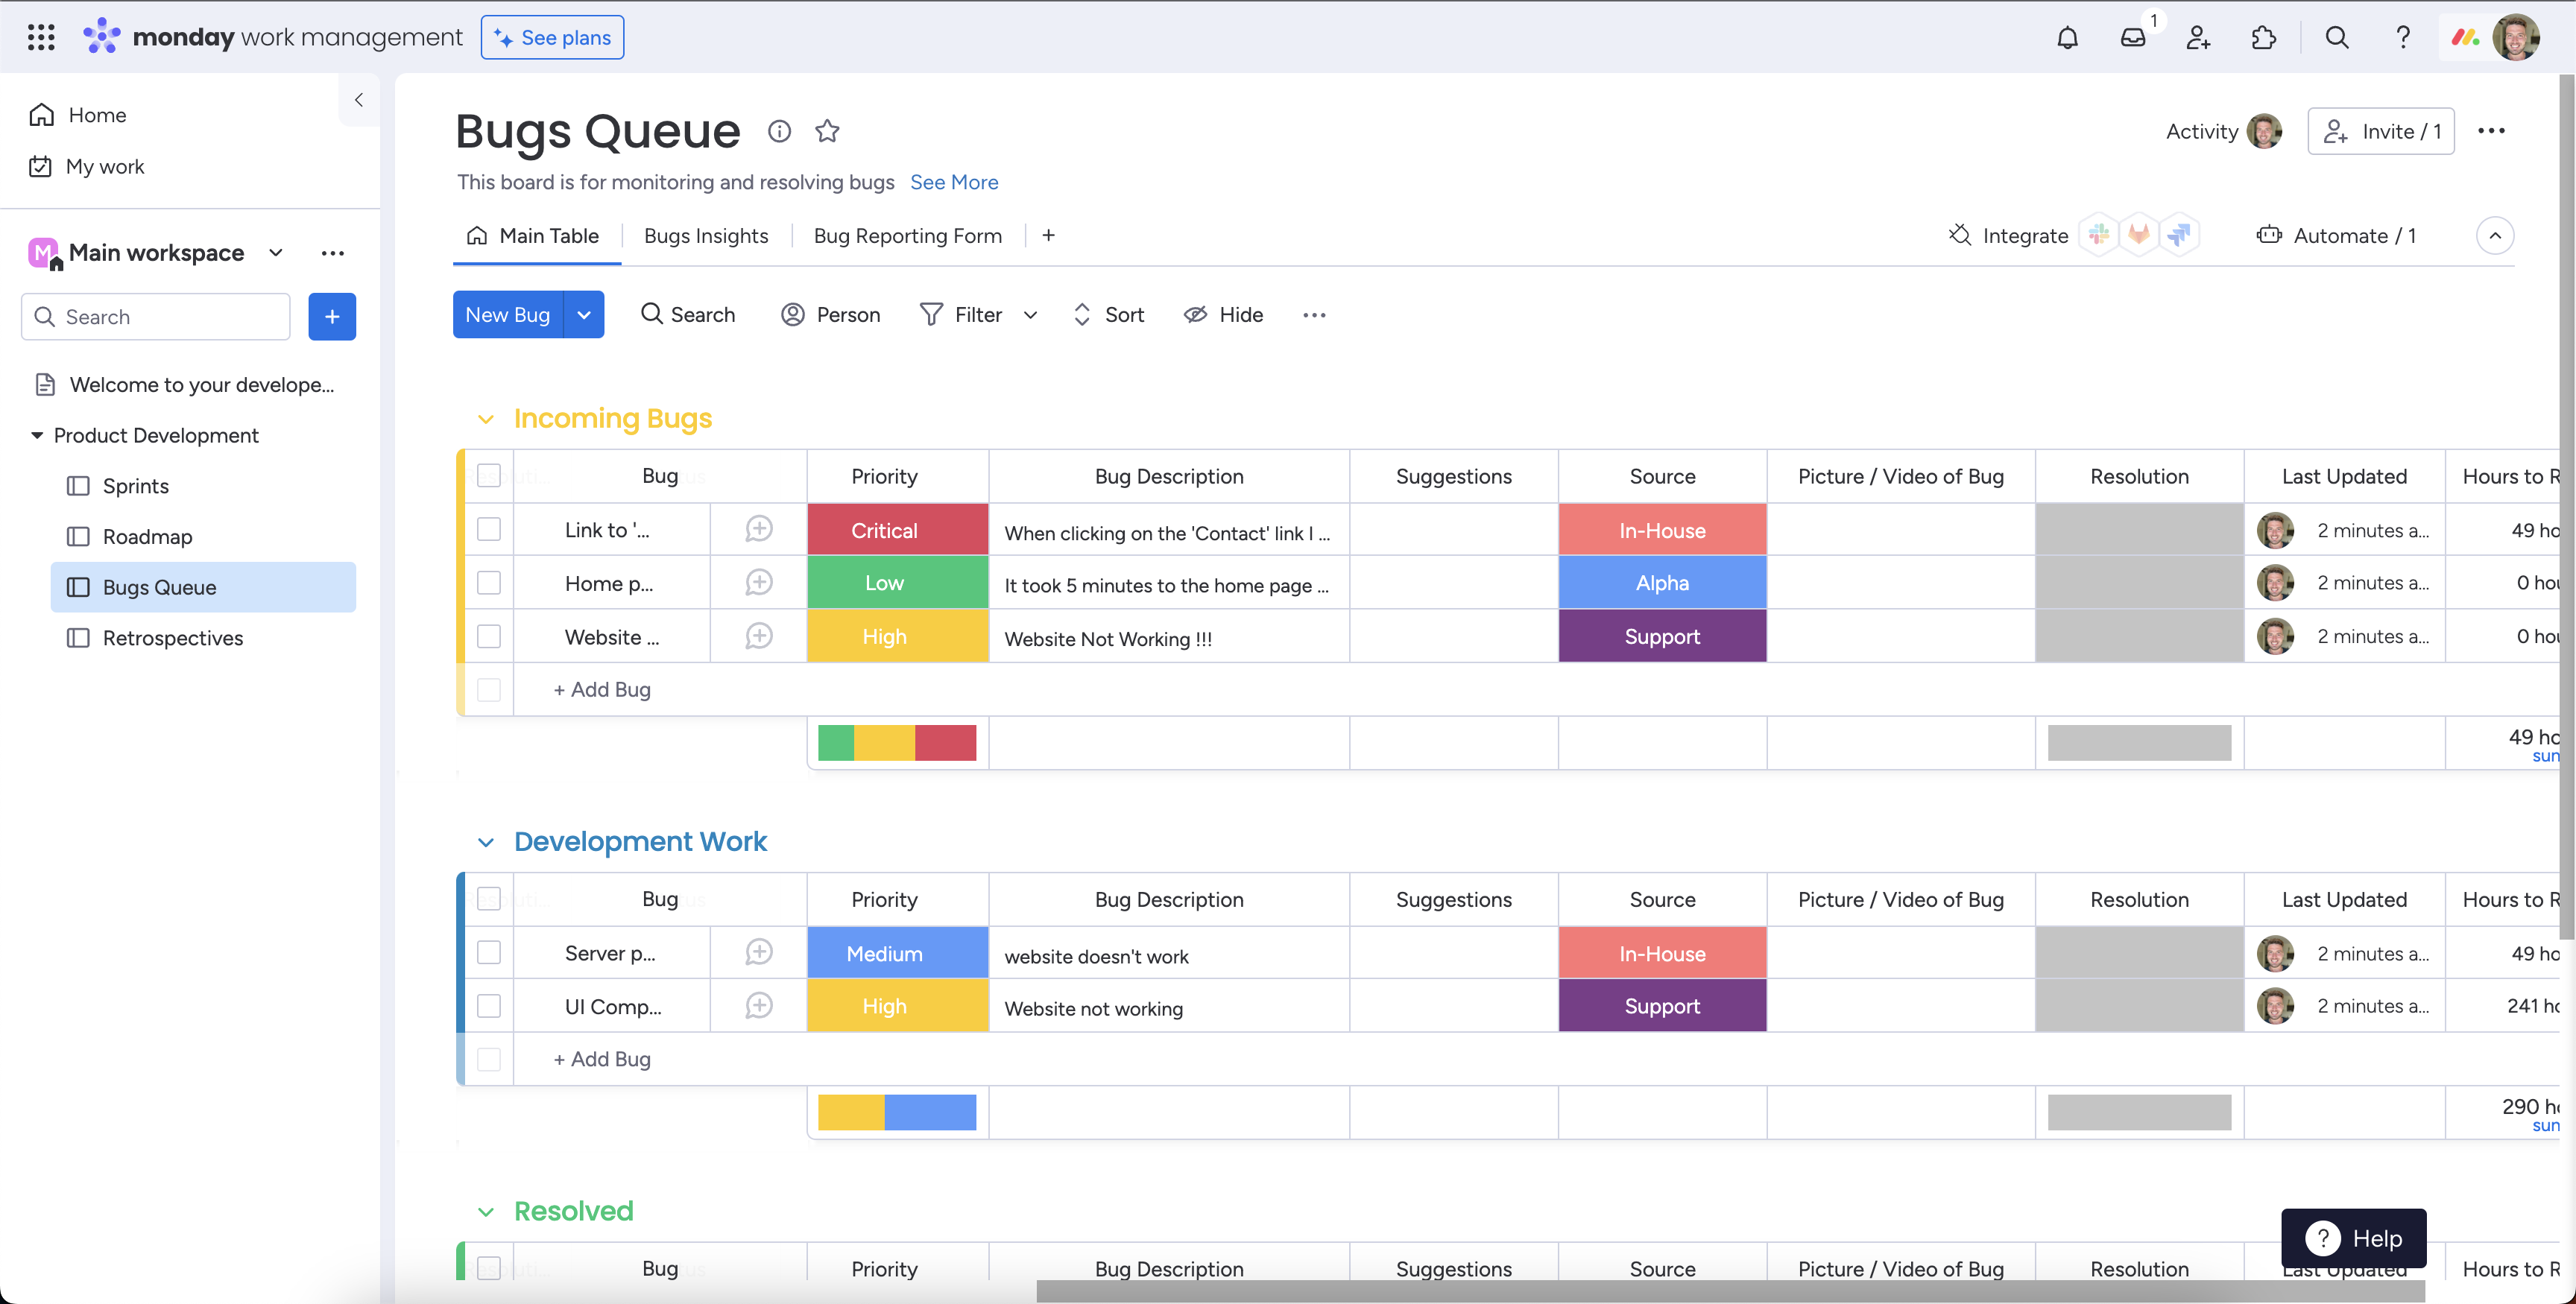 monday work management
See plans
1
Home
My work
M Main workspace
Search
+
Welcome to your develope...
Product Development
Sprints
Roadmap
Bugs Queue
Retrospectives
Bugs Queue
Activity
Invite / 1
This board is for monitoring and resolving bugs See More
Main Table Bugs Insights Bug Reporting Form +
Integrate
Automate / 1
New Bug Search Person Filter Sort Hide
Incoming Bugs
Bug Priority Bug Description Suggestions Source Picture / Video of Bug Resolution Last Updated Hours to R
Link to '... Critical When clicking on the 'Contact' link I ... In-House 2 minutes a... 49 ho
Home p... Low It took 5 minutes to the home page ... Alpha 2 minutes a... 0 hou
Website ... High Website Not Working !!! Support 2 minutes a... 0 hou
+ Add Bug
49 ho
sun
Development Work
Bug Priority Bug Description Suggestions Source Picture / Video of Bug Resolution Last Updated Hours to R
Server p... Medium website doesn't work In-House 2 minutes a... 49 ho
UI Comp... High Website not working Support 2 minutes a... 241 ho
+ Add Bug
290 ho
sun
Resolved
Bug Priority Bug Description Suggestions Source Picture / Video of Bug Resolution Last Updated Hours to R
? Help